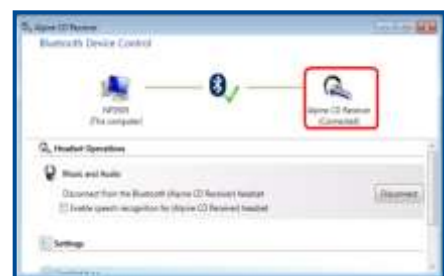 Alpine CD Receiver
Bluetooth Device Control
(This computer)
Alpine CD Receiver
(Connected)
Headset Operations
Music and Audio
Disconnect from the Bluetooth (Alpine CD Receiver) headset
Disconnect
Enable speech recognition for (Alpine CD Receiver) headset
Settings